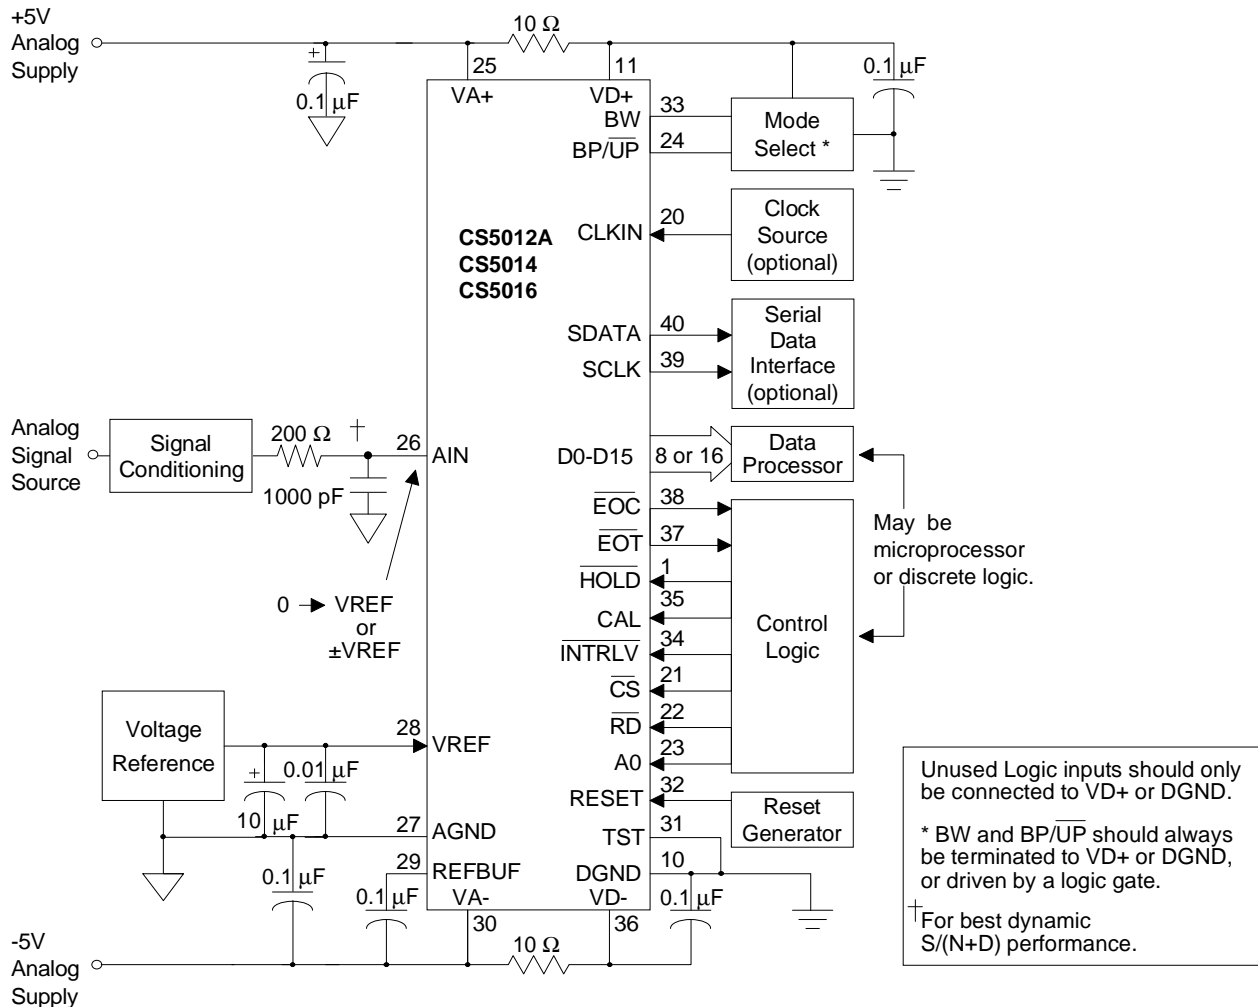 +5V
Analog
Supply
10 Ω
+
0.1 µF
25
11
0.1 µF
VA+
VD+
BW
33
BP/UP
24
Mode
Select *
CS5012A
CS5014
CS5016
CLKIN
20
Clock
Source
(optional)
SDATA
40
SCLK
39
Serial
Data
Interface
(optional)
Analog
Signal
Source
Signal
Conditioning
200 Ω
†
26
AIN
1000 pF
0 → VREF
or
±VREF
D0-D15
8 or 16
Data
Processor
EOC
38
EOT
37
HOLD
1
CAL
35
INTRLV
34
CS
21
RD
22
A0
23
Control
Logic
May be
microprocessor
or discrete logic.
RESET
32
Reset
Generator
TST
31
DGND
10
Voltage
Reference
28
VREF
+
0.01 µF
10 µF
27
AGND
29
REFBUF
0.1 µF
0.1 µF
VA-
VD-
0.1 µF
30
36
10 Ω
-5V
Analog
Supply
Unused Logic inputs should only
be connected to VD+ or DGND.
* BW and BP/UP should always
be terminated to VD+ or DGND,
or driven by a logic gate.
†For best dynamic
S/(N+D) performance.